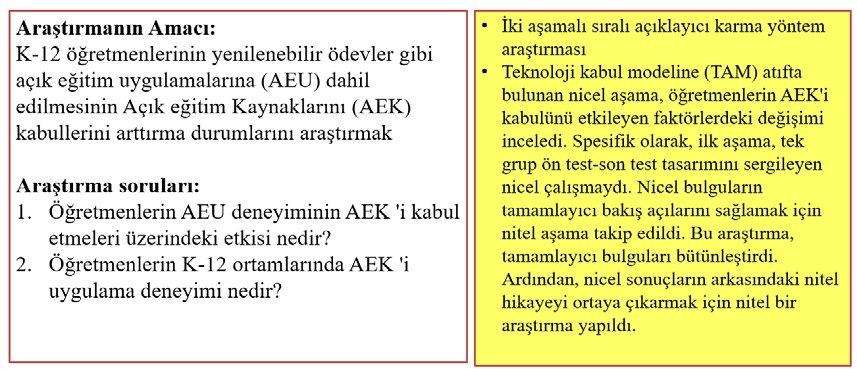 Araştırmanın Amacı:
K-12 öğretmenlerinin yenilenebilir ödevler gibi
açık eğitim uygulamalarına (AEU) dahil
edilmesinin Açık eğitim Kaynaklarını (AEK)
kabullerini arttırma durumlarını araştırmak
Araştırma soruları:
1. Öğretmenlerin AEU deneyiminin AEK 'i kabul
etmeleri üzerindeki etkisi nedir?
2. Öğretmenlerin K-12 ortamlarında AEK 'i
uygulama deneyimi nedir?
• İki aşamalı sıralı açıklayıcı karma yöntem
araştırması
• Teknoloji kabul modeline (TAM) atıfta
bulunan nicel aşama, öğretmenlerin AEK'i
kabulünü etkileyen faktörlerdeki değişimi
inceledi. Spesifik olarak, ilk aşama, tek
grup ön test-son test tasarımını sergileyen
nicel çalışmaydı. Nicel bulguların
tamamlayıcı bakış açılarını sağlamak için
nitel aşama takip edildi. Bu araştırma,
tamamlayıcı bulguları bütünleştirdi.
Ardından, nicel sonuçların arkasındaki nitel
hikayeyi ortaya çıkarmak için nitel bir
araştırma yapıldı.